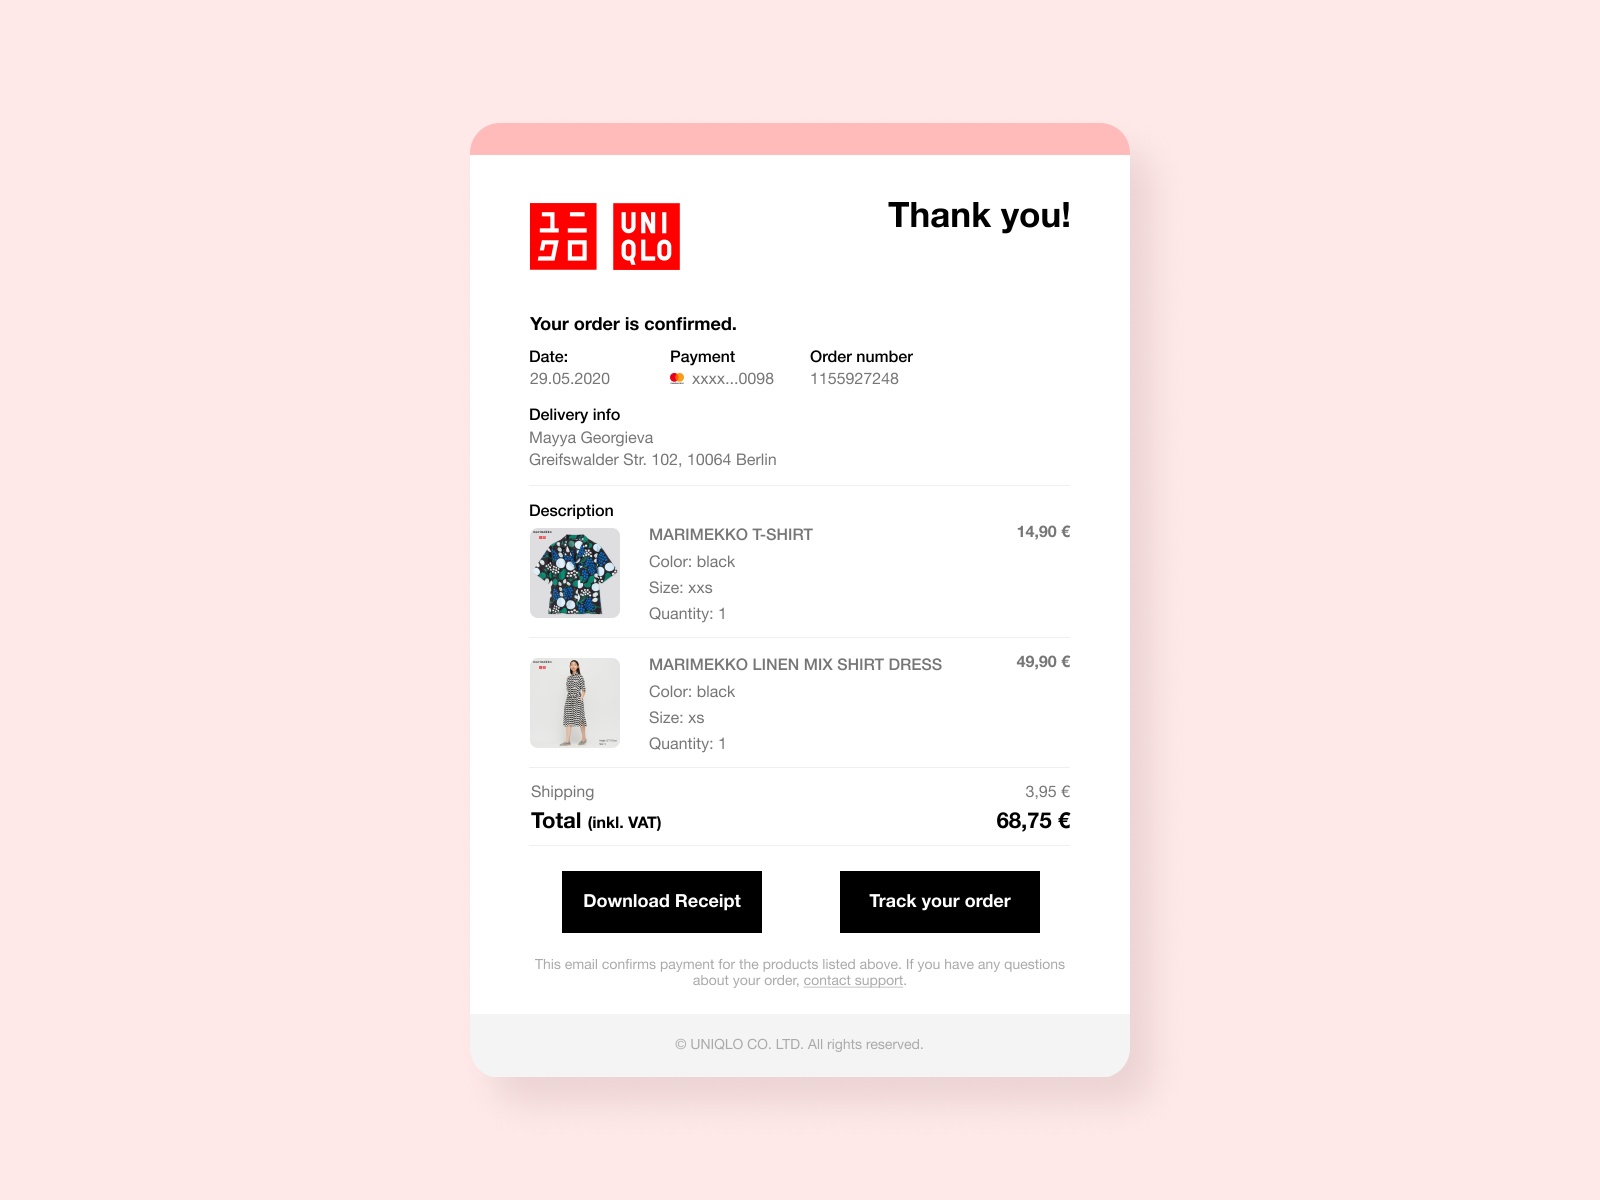 ユニ
クロ
UNI
QLO
Thank you!
Your order is confirmed.
Date:
29.05.2020
Payment
xxxx...0098
Order number
1155927248
Delivery info
Mayya Georgieva
Greifswalder Str. 102, 10064 Berlin
Description
MARIMEKKO T-SHIRT
14,90 €
Color: black
Size: xxs
Quantity: 1
MARIMEKKO LINEN MIX SHIRT DRESS
49,90 €
Color: black
Size: xs
Quantity: 1
Shipping
3,95 €
Total (inkl. VAT)
68,75 €
Download Receipt
Track your order
This email confirms payment for the products listed above. If you have any questions
about your order, contact support.
© UNIQLO CO. LTD. All rights reserved.